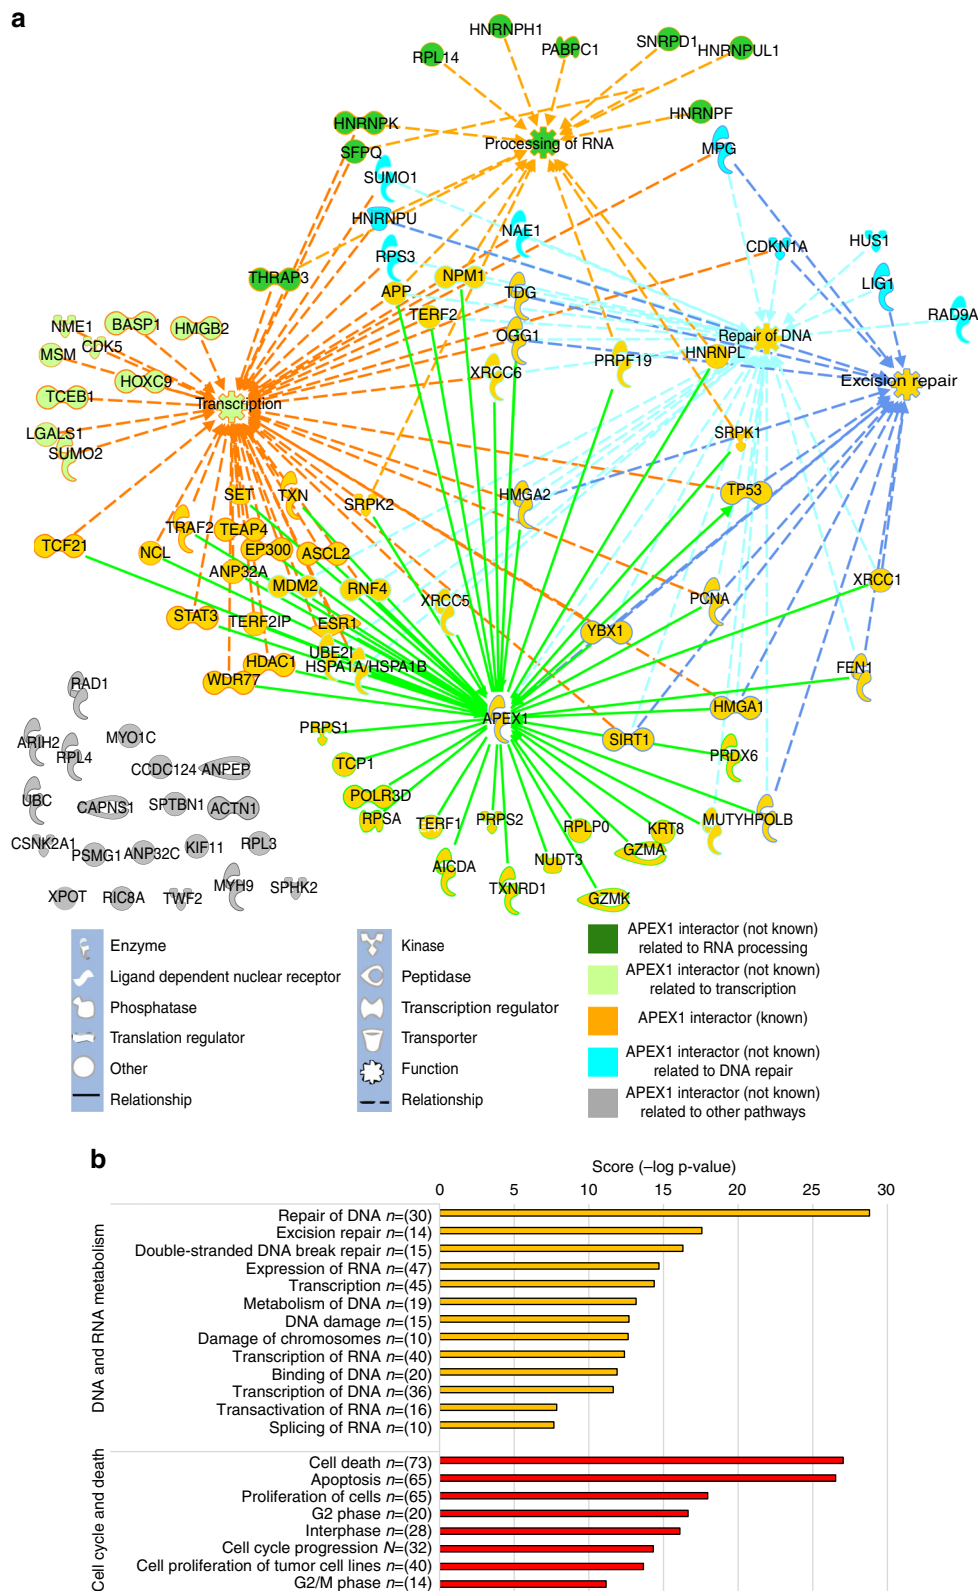 a
HNRNPH1
SNRPD1
PABPC1
HNRNPUL1
RPL14
HNRNPF
HNRNPK
Processing of RNA
MPG
SFPQ
SUMO1
HNRNPU
NAE1
CDKN1A
HUS1
RPS3
THRAP3
NPM1
LIG1
APP
TDG
RAD9A
TERF2
NME1
BASP1
HMGB2
OGG1
Repair of DNA
MSM
CDK5
HNRNPL
PRPF19
XRCC6
HOXC9
Excision repair
TCEB1
Transcription
LGALS1
SRPK1
SUMO2
SET
TXN
SRPK2
HMGA2
TP53
TRAF2
TEAP4
TCF21
NCL
EP300
ASCL2
ANP32A
MDM2
RNF4
XRCC1
XRCC5
PCNA
STAT3
TERF2IP
ESR1
YBX1
UBE2I
HDAC1
HSPA1A/HSPA1B
FEN1
WDR77
RAD1
HMGA1
APEX1
PRPS1
ARIH2
MYO1C
SIRT1
RPL4
PRDX6
TCP1
CCDC124
ANPEP
POLR3D
UBC
CAPNS1
SPTBN1
ACTN1
RPSA
TERF1
PRPS2
RPLP0
KRT8
MUTYH
POLB
CSNK2A1
PSMG1
ANP32C
KIF11
RPL3
GZMA
AICDA
NUDT3
TXNRD1
GZMK
XPOT
RIC8A
TWF2
MYH9
SPHK2
Enzyme
Ligand dependent nuclear receptor
Phosphatase
Translation regulator
Other
Relationship
Kinase
Peptidase
Transcription regulator
Transporter
Function
Relationship
APEX1 interactor (not known)
related to RNA processing
APEX1 interactor (not known)
related to transcription
APEX1 interactor (known)
APEX1 interactor (not known)
related to DNA repair
APEX1 interactor (not known)
related to other pathways
b
Score (–log p-value)
0 5 10 15 20 25 30
DNA and RNA metabolism
Repair of DNA n=(30)
Excision repair n=(14)
Double-stranded DNA break repair n=(15)
Expression of RNA n=(47)
Transcription n=(45)
Metabolism of DNA n=(19)
DNA damage n=(15)
Damage of chromosomes n=(10)
Transcription of RNA n=(40)
Binding of DNA n=(20)
Transcription of DNA n=(36)
Transactivation of RNA n=(16)
Splicing of RNA n=(10)
Cell cycle and death
Cell death n=(73)
Apoptosis n=(65)
Proliferation of cells n=(65)
G2 phase n=(20)
Interphase n=(28)
Cell cycle progression N=(32)
Cell proliferation of tumor cell lines n=(40)
G2/M phase n=(14)